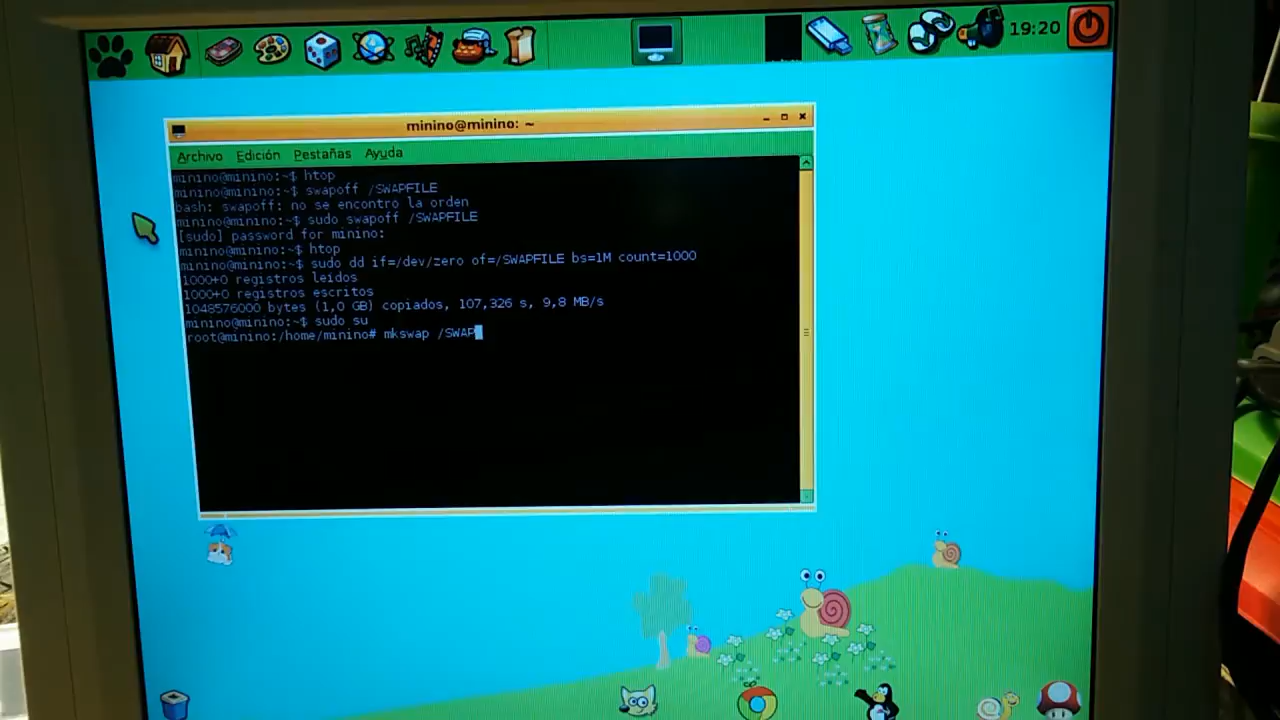 19:20
minino@minino: ~
Archivo Edición Pestañas Ayuda
minino@minino:~$ htop
minino@minino:~$ swapoff /SWAPFILE
bash: swapoff: no se encontro la orden
minino@minino:~$ sudo swapoff /SWAPFILE
[sudo] password for minino:
minino@minino:~$ htop
minino@minino:~$ sudo dd if=/dev/zero of=/SWAPFILE bs=1M count=1000
1000+0 registros leidos
1000+0 registros escritos
1048576000 bytes (1,0 GB) copiados, 107,326 s, 9,8 MB/s
minino@minino:~$ sudo su
root@minino:/home/minino# mkswap /SWAP